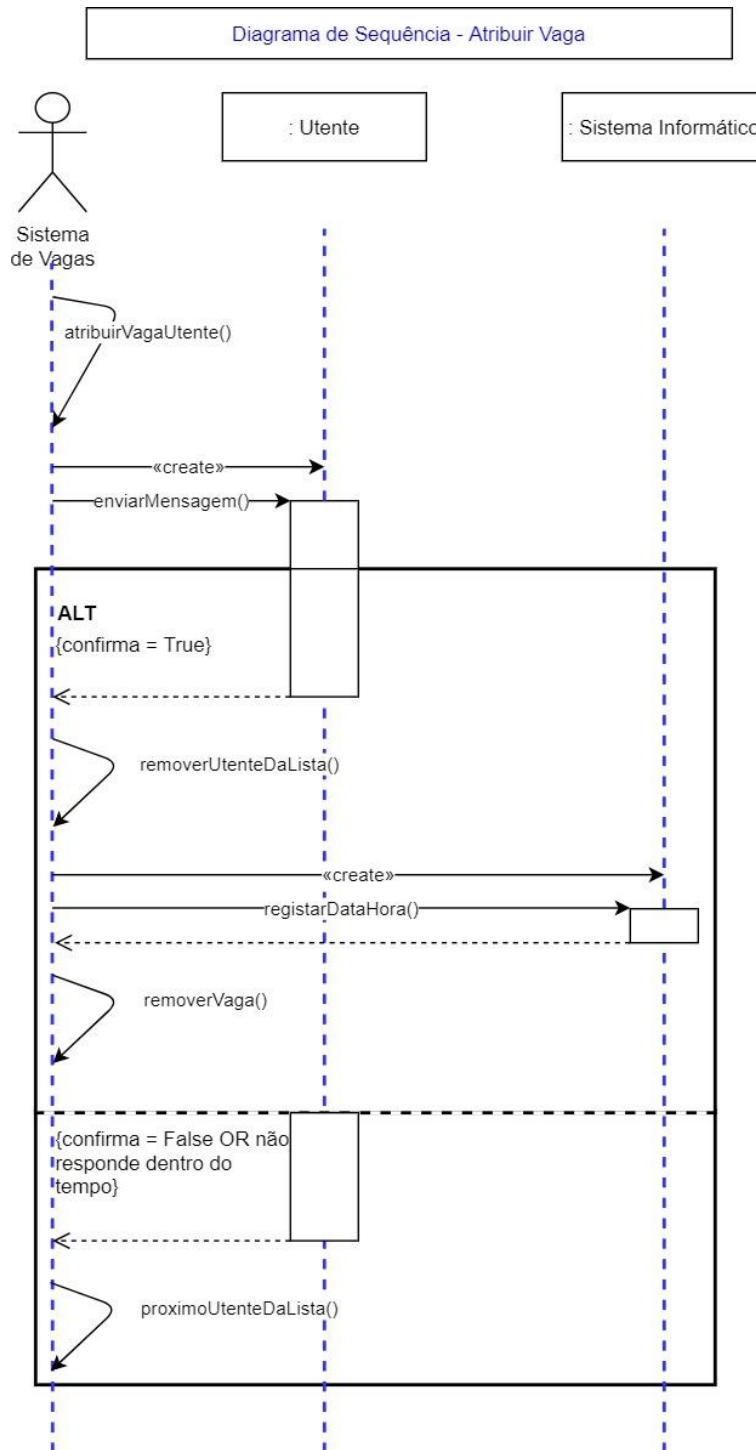 Diagrama de Sequência - Atribuir Vaga
: Utente
: Sistema Informático
Sistema
de Vagas
atribuirVagaUtente()
«create»
enviarMensagem()
ALT
{confirma = True}
removerUtenteDaLista()
«create»
registarDataHora()
removerVaga()
{confirma = False OR não
responde dentro do
tempo}
proximoUtenteDaLista()